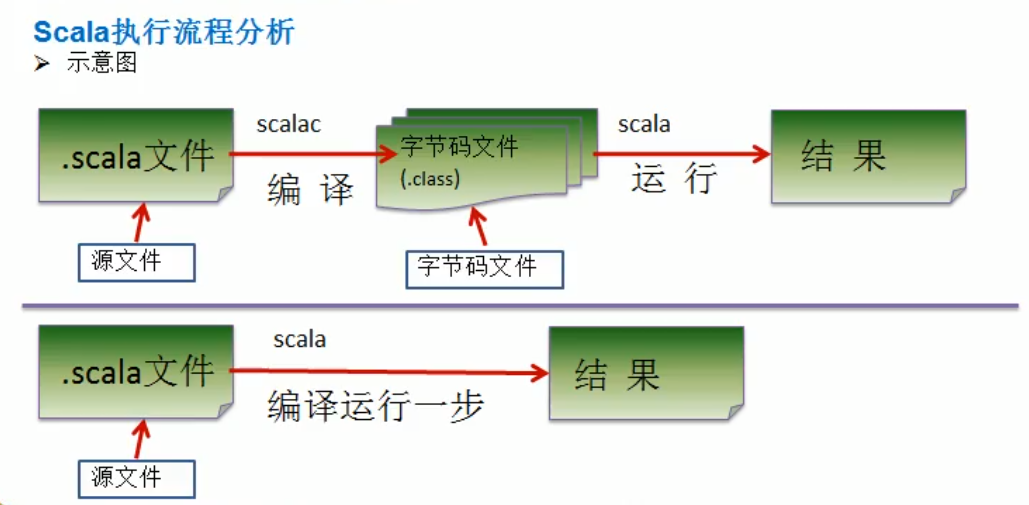 Scala执行流程分析
➢ 示意图
.scala文件
scalac
编 译
字节码文件
(.class)
scala
运 行
结 果
源文件
字节码文件
.scala文件
scala
编译运行一步
结 果
源文件